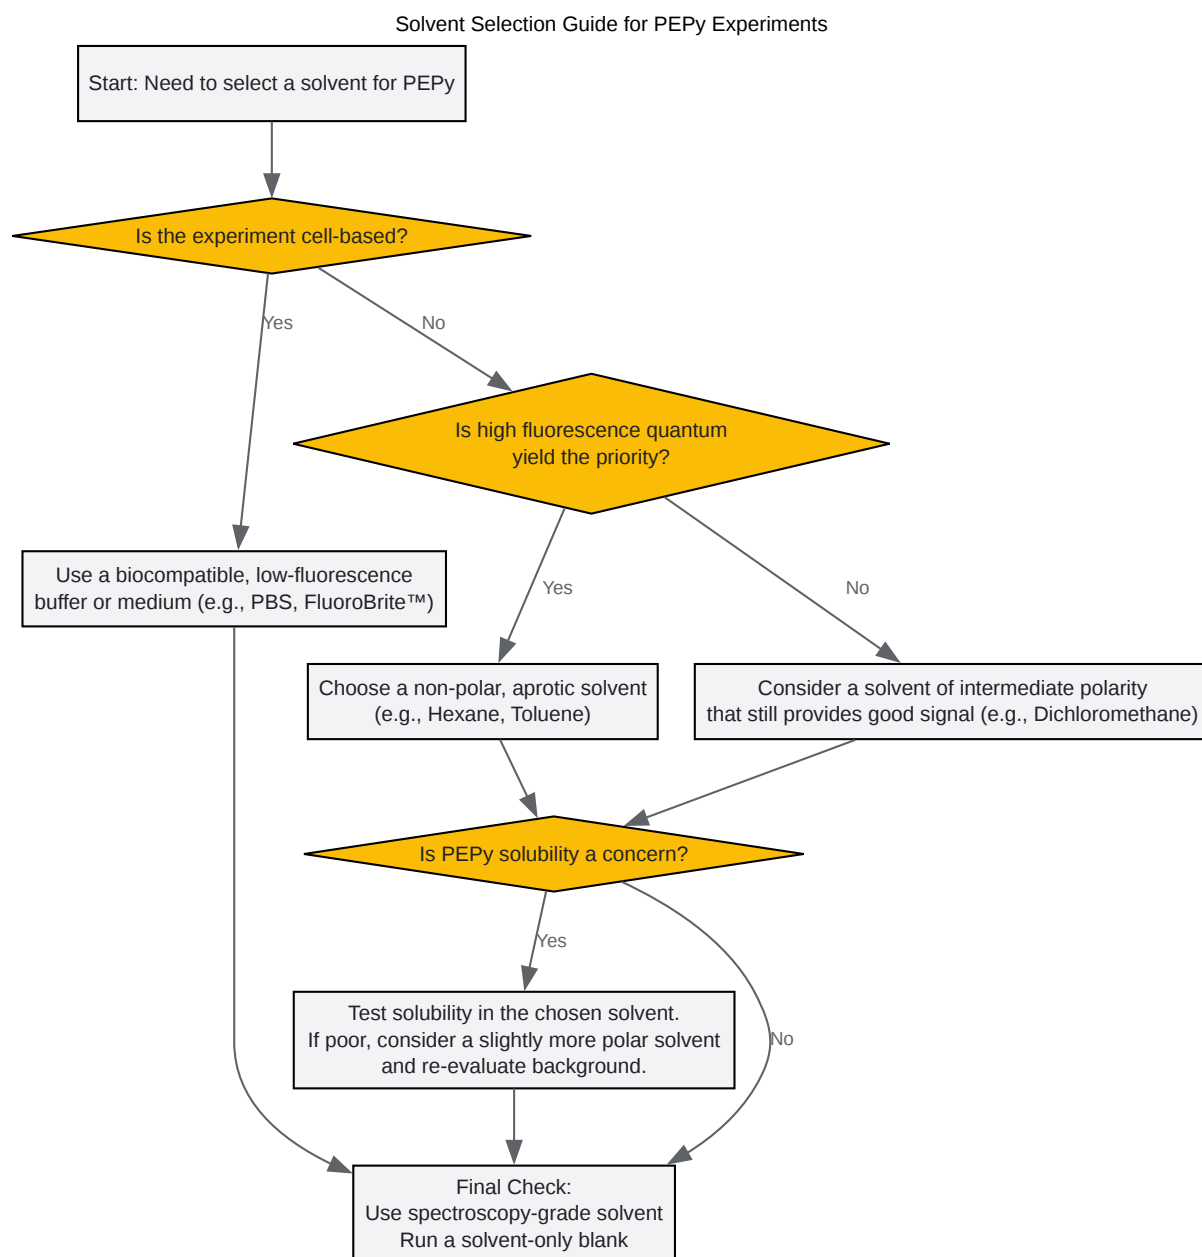 Solvent Selection Guide for PEPy Experiments
Start: Need to select a solvent for PEPy
Is the experiment cell-based?
Yes
No
Is high fluorescence quantum
yield the priority?
Use a biocompatible, low-fluorescence
buffer or medium (e.g., PBS, FluoroBrite™)
Yes
No
Choose a non-polar, aprotic solvent
(e.g., Hexane, Toluene)
Consider a solvent of intermediate polarity
that still provides good signal (e.g., Dichloromethane)
Is PEPy solubility a concern?
Yes
No
Test solubility in the chosen solvent.
If poor, consider a slightly more polar solvent
and re-evaluate background.
Final Check:
Use spectroscopy-grade solvent
Run a solvent-only blank